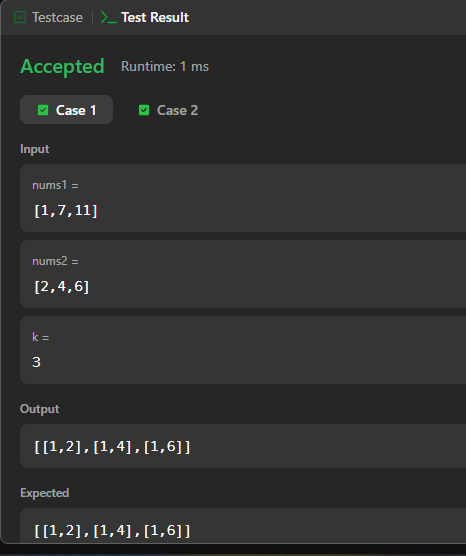 Testcase | >_ Test Result
Accepted Runtime: 1 ms
Case 1 Case 2
Input
nums1 =
[1,7,11]
nums2 =
[2,4,6]
k =
3
Output
[[1,2],[1,4],[1,6]]
Expected
[[1,2],[1,4],[1,6]]